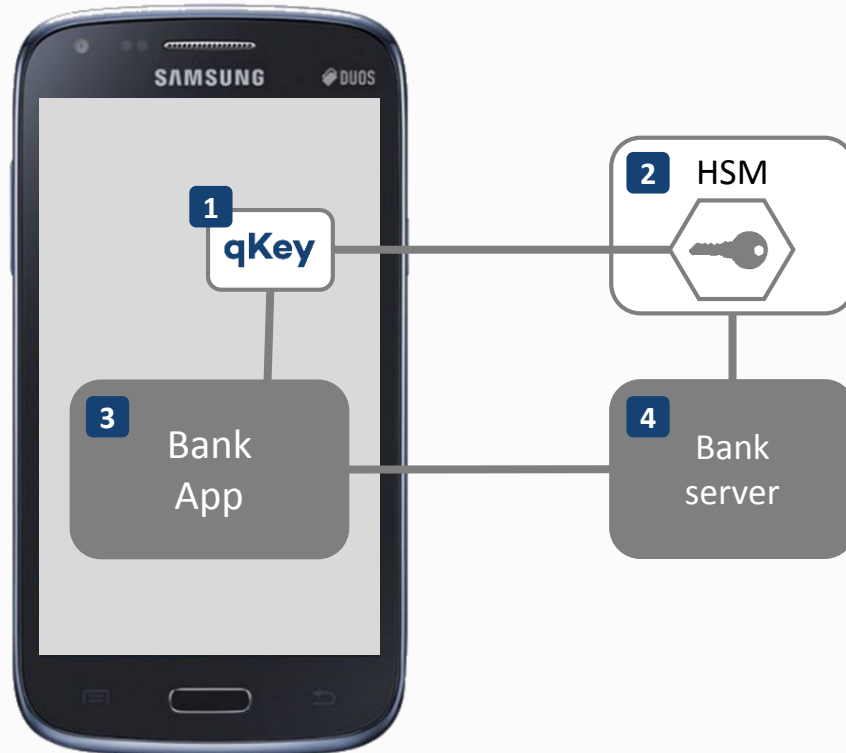 SAMSUNG
DUOS
1
qKey
2
HSM
3
Bank
App
4
Bank
server